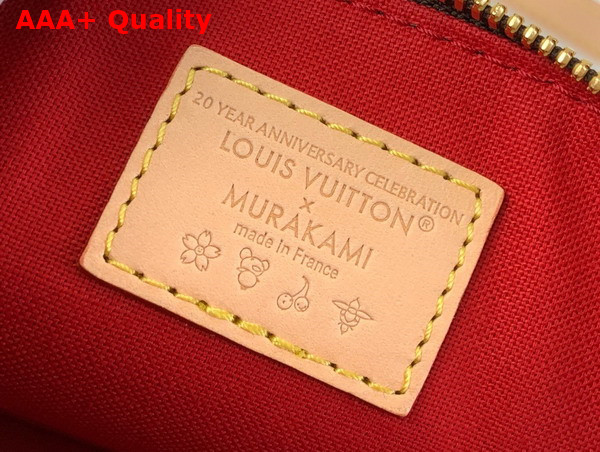 AAA+ Quality
20 YEAR ANNIVERSARY CELEBRATION
LOUIS VUITTON®
x
MURAKAMI
made in France